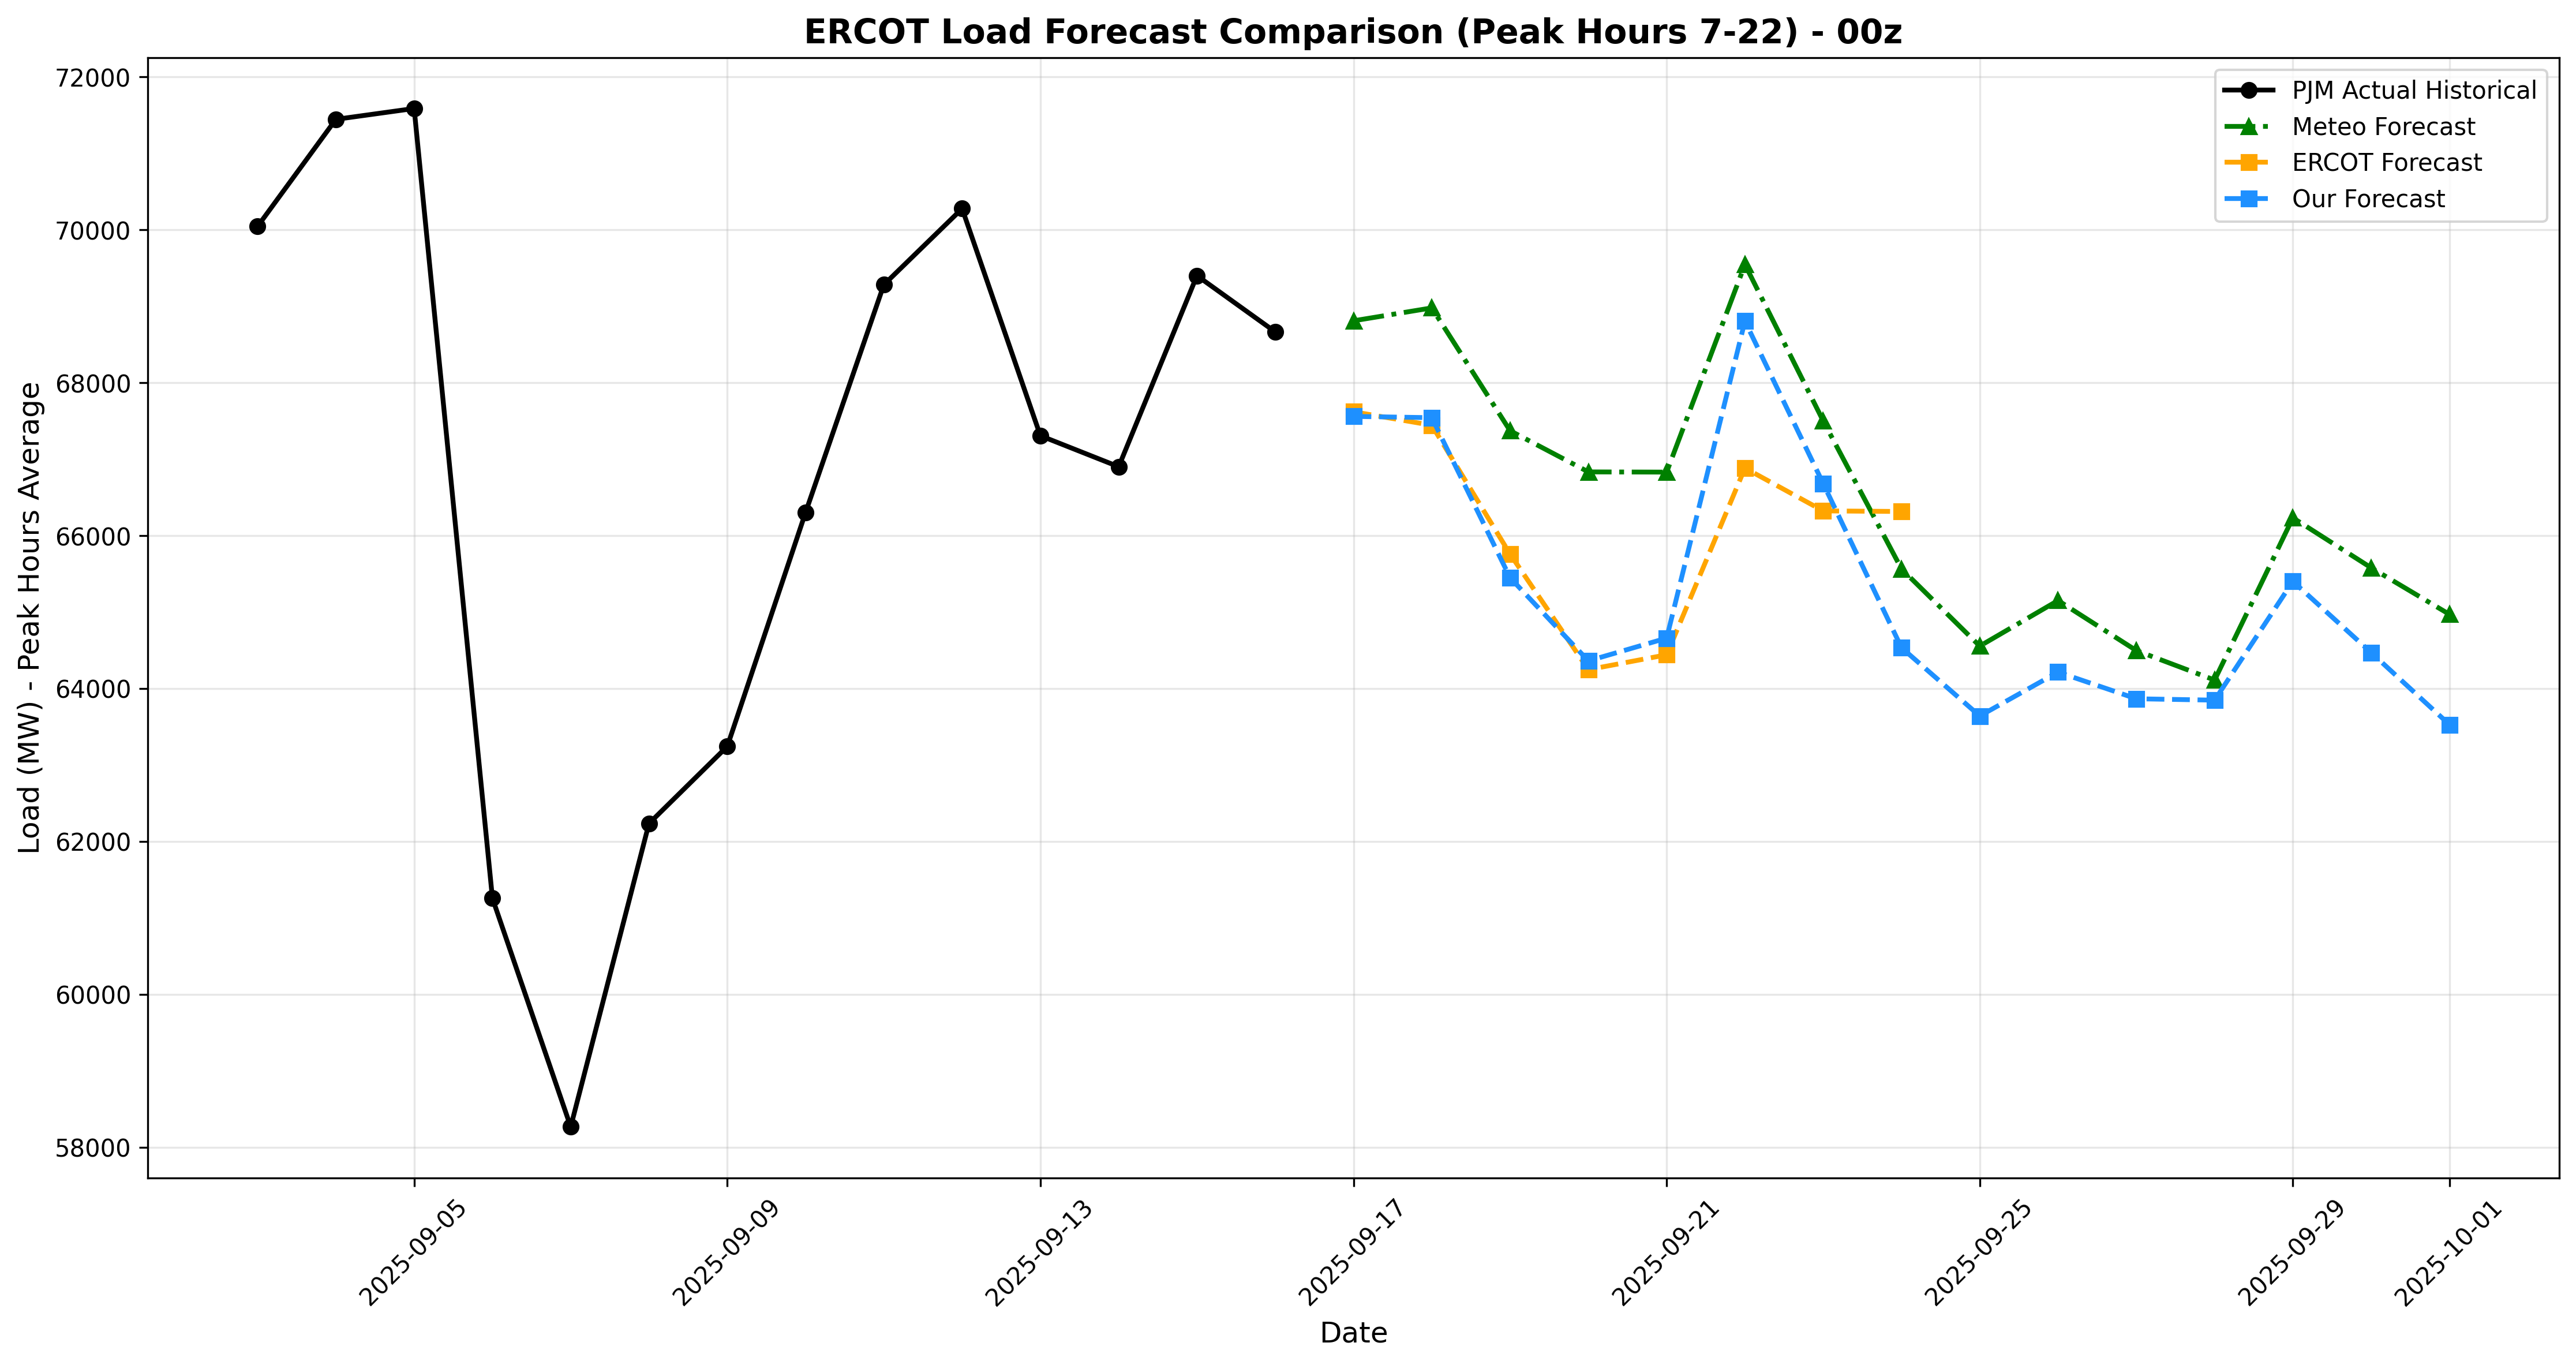 ERCOT Load Forecast Comparison (Peak Hours 7-22) - 00z
PJM Actual Historical
Meteo Forecast
ERCOT Forecast
Our Forecast
Load (MW) - Peak Hours Average
72000
70000
68000
66000
64000
62000
60000
58000
2025-09-05
2025-09-09
2025-09-13
2025-09-17
2025-09-21
2025-09-25
2025-09-29
2025-10-01
Date